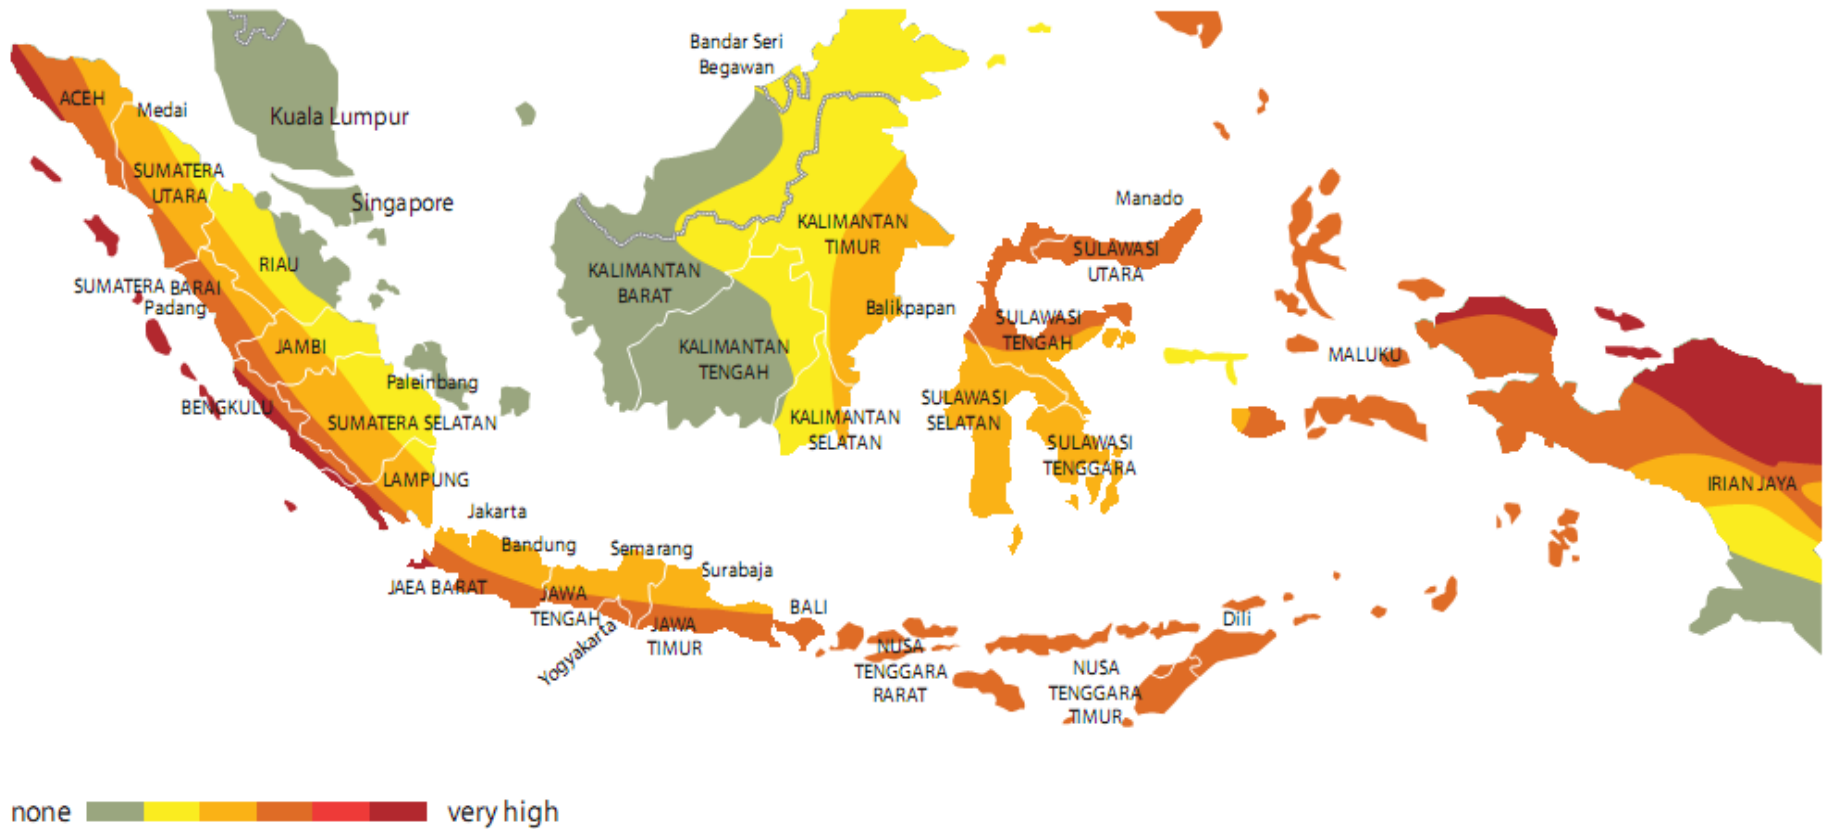 Bandar Seri
Begawan
ACEH
Medai
Kuala Lumpur
SUMATERA
UTARA
Singapore
Manado
KALIMANTAN
TIMUR
SULAWASI
UTARA
RIAU
KALIMANTAN
BARAT
SUMATERA BARAI
Padang
Balikpapan
SULAWASI
TENGAH
JAMBI
KALIMANTAN
TENGAH
MALUKU
Paleinbang
BENGKULU
SUMATERA SELATAN
KALIMANTAN
SELATAN
SULAWASI
SELATAN
SULAWASI
TENGGARA
LAMPUNG
IRIAN JAYA
Jakarta
Bandung
Semarang
Surabaja
JAEA BARAT
JAWA
TENGAH
Yogyakarta
JAWA
TIMUR
BALI
Dili
NUSA
TENGGARA
RARAT
NUSA
TENGGARA
TIMUR
none
very high